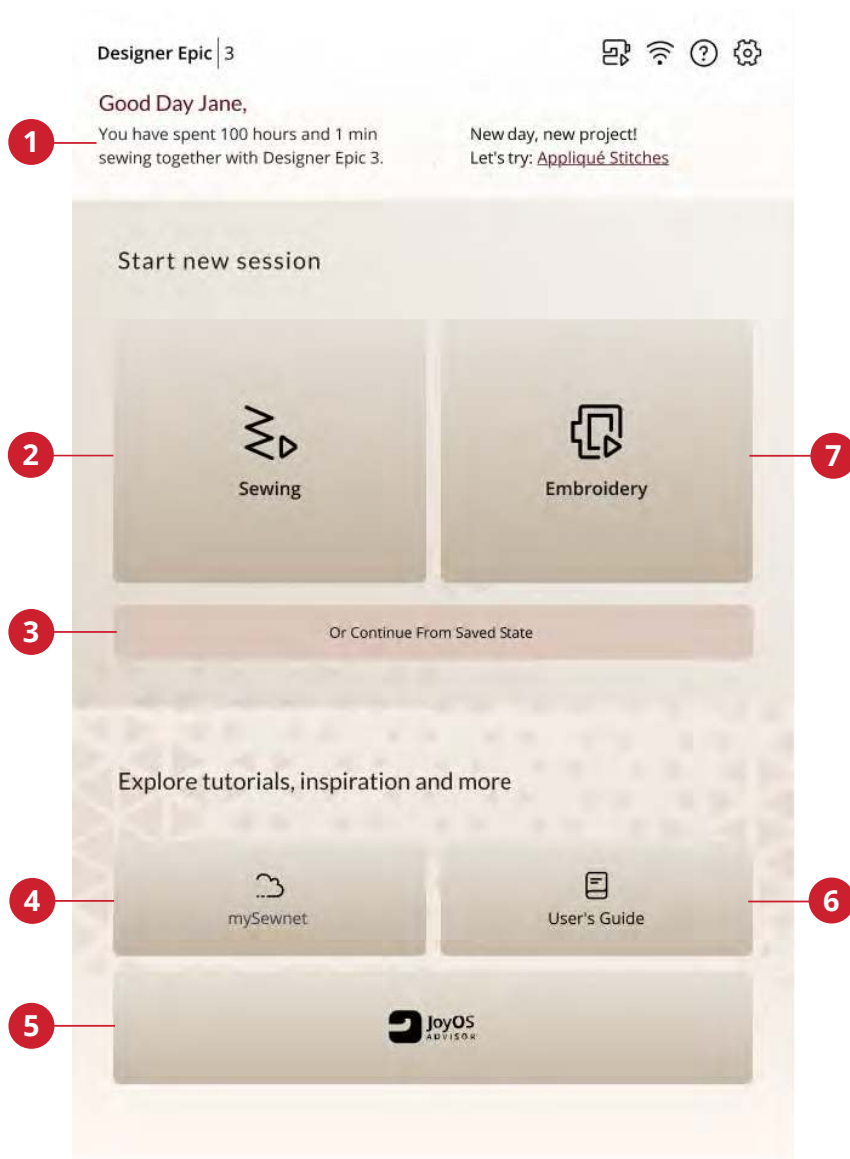 Designer Epic | 3
Good Day Jane,
1
You have spent 100 hours and 1 min
sewing together with Designer Epic 3.
New day, new project!
Let's try: Appliqué Stitches
Start new session
2
Sewing
Embroidery
7
3
Or Continue From Saved State
Explore tutorials, inspiration and more
4
mySewnet
User's Guide
6
5
JoyOS
ADVISOR